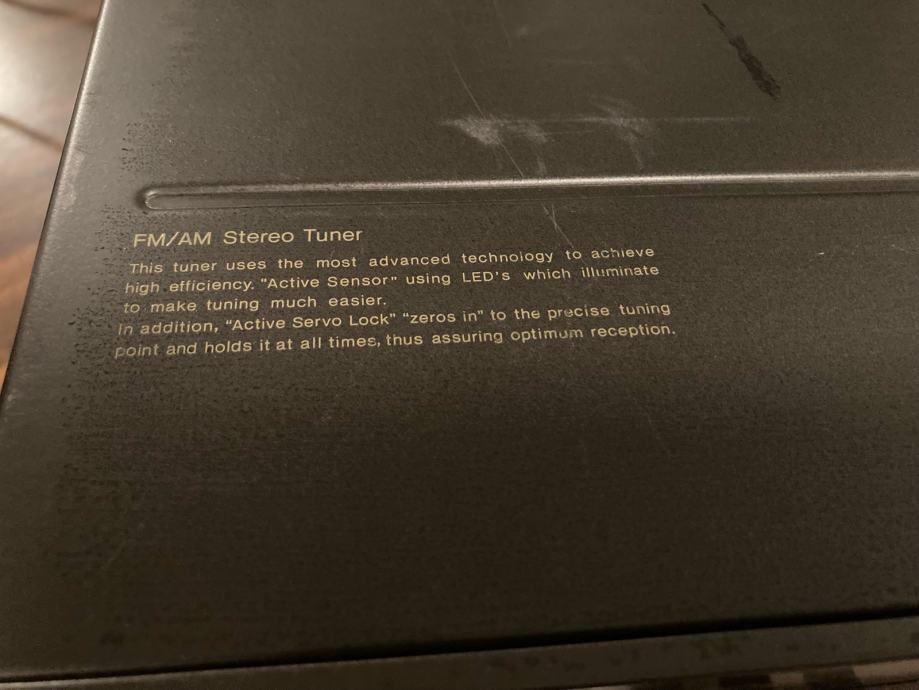 FM/AM Stereo Tuner
This tuner uses the most advanced technology to achieve
high efficiency. "Active Sensor" using LED's which illuminate
to make tuning much easier.
In addition, "Active Servo Lock" "zeros in" to the precise tuning
point and holds it at all times, thus assuring optimum reception.